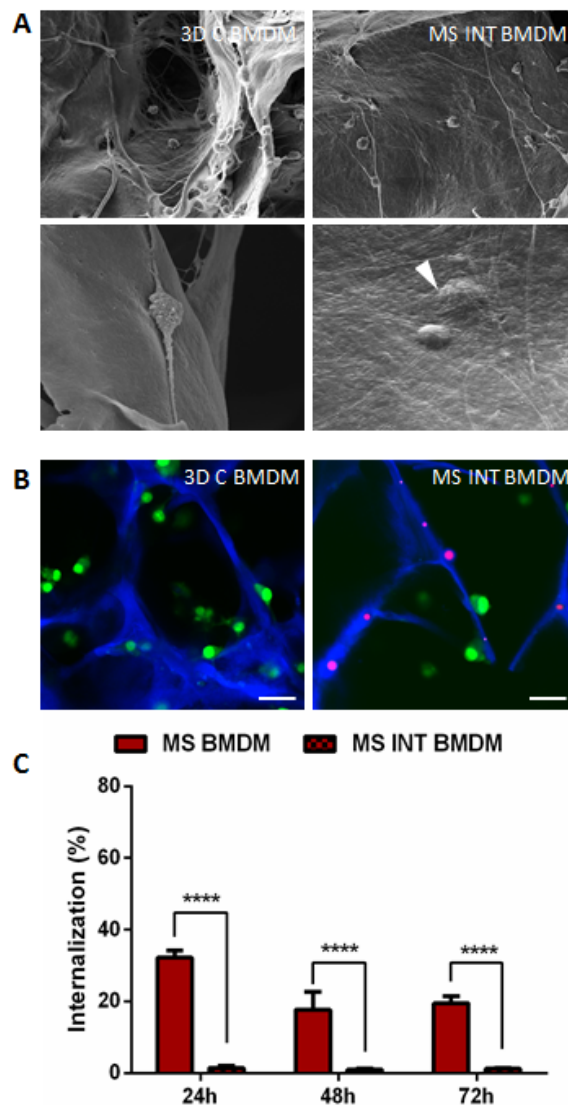 A
3D C BMDM
MS INT BMDM
B
3D C BMDM
MS INT BMDM
MS BMDM
MS INT BMDM
C
Internalization (%)
80
60
40
20
0
****
****
****
24h
48h
72h